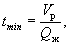 t_min = V_р / Q_ж,